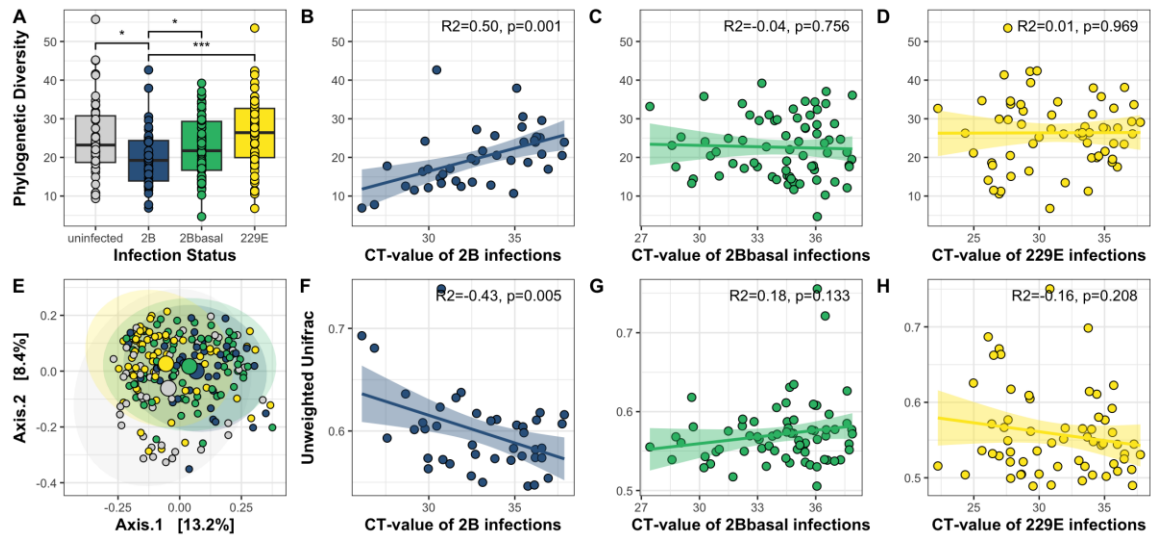 A
Phylogenetic Diversity
50
40
30
20
10
*
*
***
uninfected 2B 2Bbasal 229E
Infection Status
B
R2=0.50, p=0.001
50
40
30
20
10
30 35
CT-value of 2B infections
C
R2=-0.04, p=0.756
50
40
30
20
10
27 30 33 36
CT-value of 2Bbasal infections
D
R2=0.01, p=0.969
50
40
30
20
10
25 30 35
CT-value of 229E infections
E
Axis.2 [8.4%]
0.2
0.0
-0.2
-0.4
-0.25 0.00 0.25
Axis.1 [13.2%]
F
R2=-0.43, p=0.005
Unweighted Unifrac
0.7
0.6
30 35
CT-value of 2B infections
G
R2=0.18, p=0.133
0.7
0.6
0.5
27 30 33 36
CT-value of 2Bbasal infections
H
R2=-0.16, p=0.208
0.7
0.6
0.5
25 30 35
CT-value of 229E infections